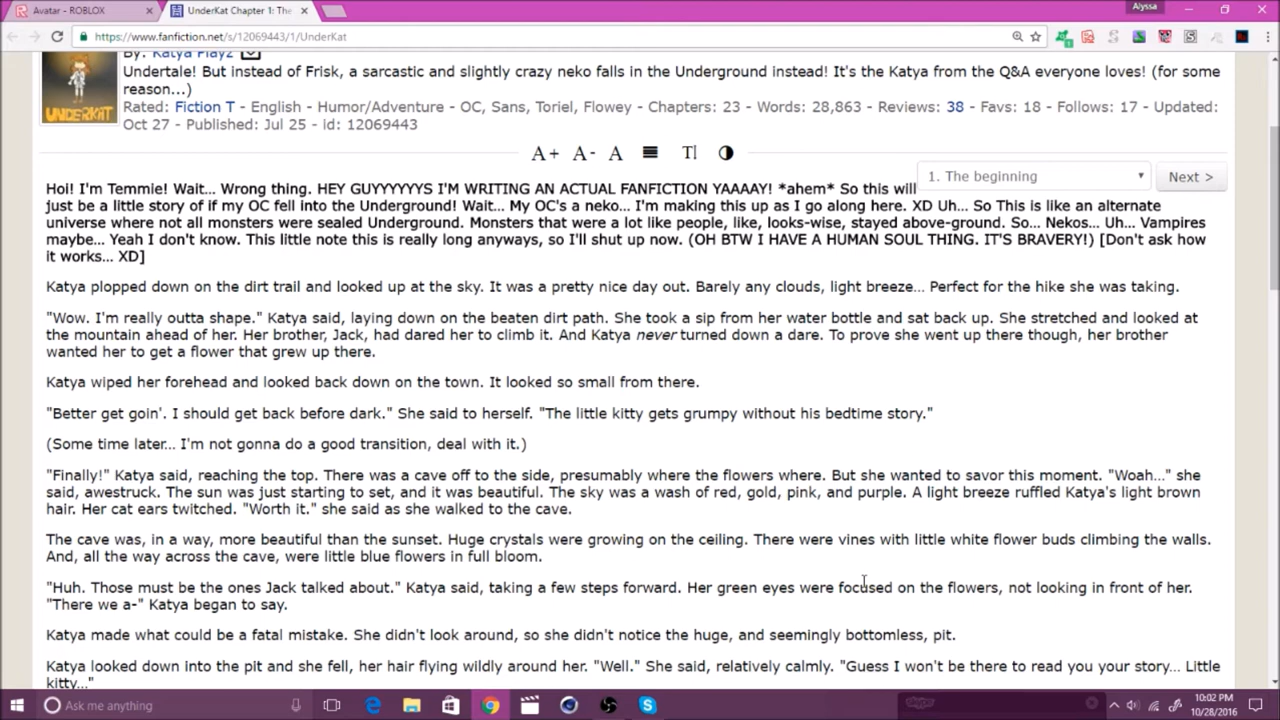 Avatar - ROBLOX
UnderKat Chapter 1: The
Alyssa
https://www.fanfiction.net/s/12069443/1/UnderKat
By: Katya Playz
Undertale! But instead of Frisk, a sarcastic and slightly crazy neko falls in the Underground instead! It's the Katya from the Q&A everyone loves! (for some
reason...)
Rated: Fiction T - English - Humor/Adventure - OC, Sans, Toriel, Flowey - Chapters: 23 - Words: 28,863 - Reviews: 38 - Favs: 18 - Follows: 17 - Updated:
Oct 27 - Published: Jul 25 - id: 12069443
UNDERKAT
A+ A- A
1. The beginning
Next >
Hoi! I'm Temmie! Wait... Wrong thing. HEY GUYYYYYYS I'M WRITING AN ACTUAL FANFICTION YAAAAY! *ahem* So this will
just be a little story of if my OC fell into the Underground! Wait... My OC's a neko... I'm making this up as I go along here. XD Uh... So This is like an alternate
universe where not all monsters were sealed Underground. Monsters that were a lot like people, like, looks-wise, stayed above-ground. So... Nekos... Uh... Vampires
maybe... Yeah I don't know. This little note this is really long anyways, so I'll shut up now. (OH BTW I HAVE A HUMAN SOUL THING. IT'S BRAVERY!) [Don't ask how
it works... XD]
Katya plopped down on the dirt trail and looked up at the sky. It was a pretty nice day out. Barely any clouds, light breeze... Perfect for the hike she was taking.
"Wow. I'm really outta shape." Katya said, laying down on the beaten dirt path. She took a sip from her water bottle and sat back up. She stretched and looked at
the mountain ahead of her. Her brother, Jack, had dared her to climb it. And Katya never turned down a dare. To prove she went up there though, her brother
wanted her to get a flower that grew up there.
Katya wiped her forehead and looked back down on the town. It looked so small from there.
"Better get goin'. I should get back before dark." She said to herself. "The little kitty gets grumpy without his bedtime story."
(Some time later... I'm not gonna do a good transition, deal with it.)
"Finally!" Katya said, reaching the top. There was a cave off to the side, presumably where the flowers where. But she wanted to savor this moment. "Woah..." she
said, awestruck. The sun was just starting to set, and it was beautiful. The sky was a wash of red, gold, pink, and purple. A light breeze ruffled Katya's light brown
hair. Her cat ears twitched. "Worth it." she said as she walked to the cave.
The cave was, in a way, more beautiful than the sunset. Huge crystals were growing on the ceiling. There were vines with little white flower buds climbing the walls.
And, all the way across the cave, were little blue flowers in full bloom.
"Huh. Those must be the ones Jack talked about." Katya said, taking a few steps forward. Her green eyes were focused on the flowers, not looking in front of her.
"There we a-" Katya began to say.
Katya made what could be a fatal mistake. She didn't look around, so she didn't notice the huge, and seemingly bottomless, pit.
Katya looked down into the pit and she fell, her hair flying wildly around her. "Well." She said, relatively calmly. "Guess I won't be there to read you your story... Little
kitty..."
Ask me anything
10:02 PM
10/28/2016